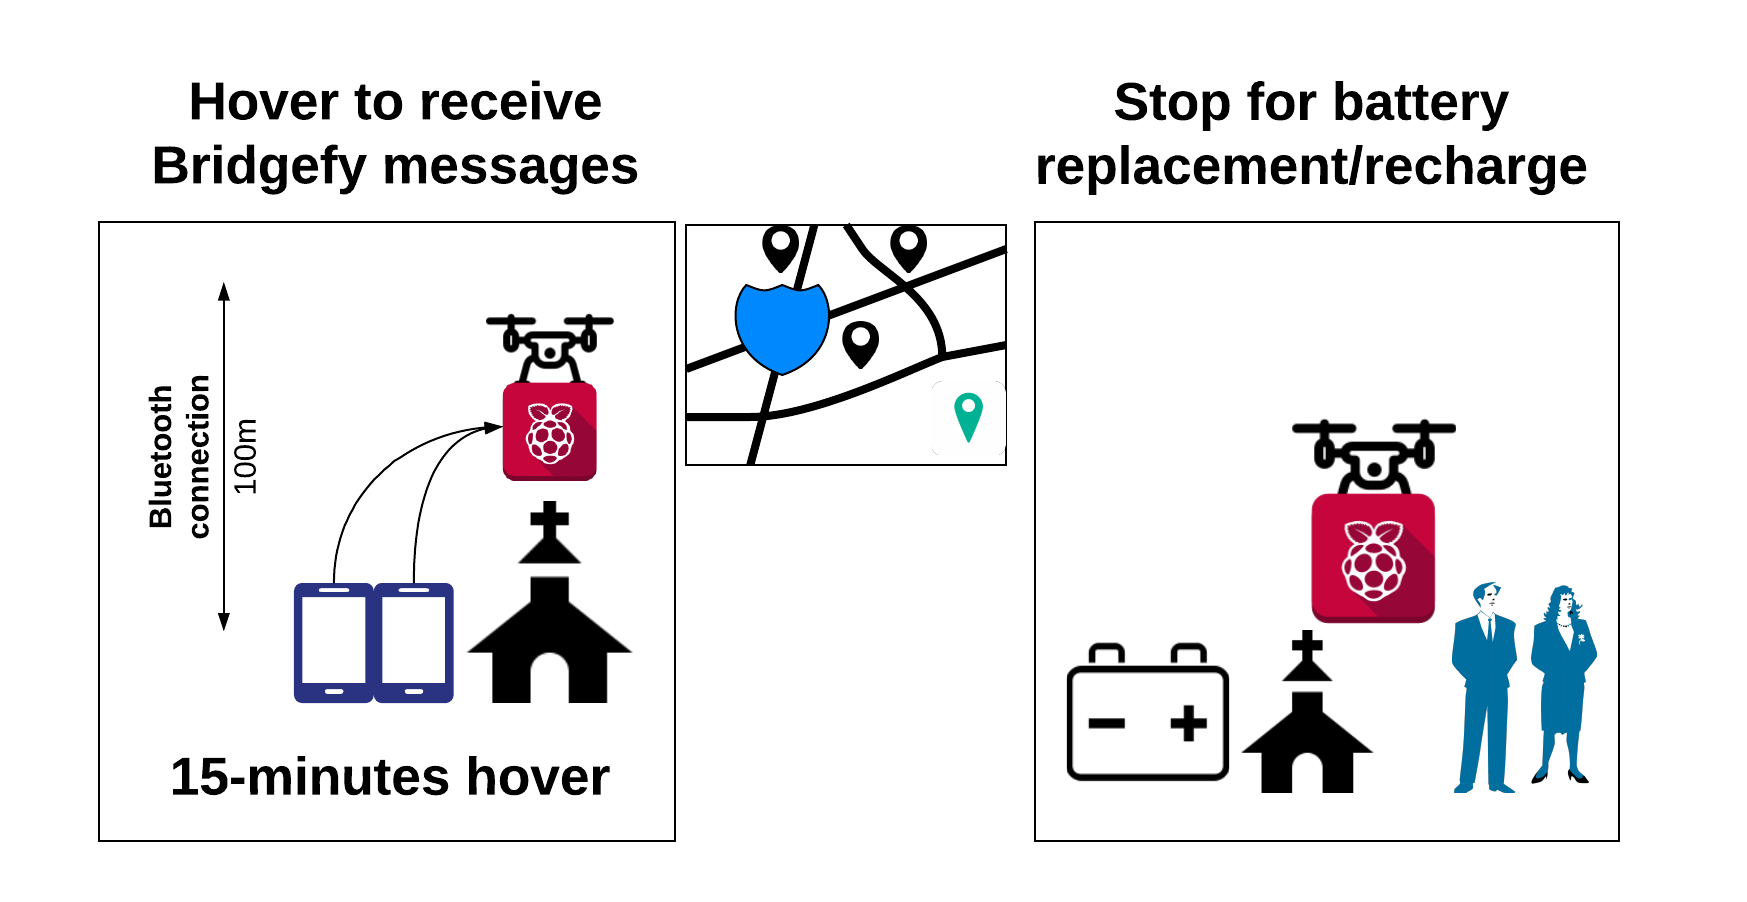 Hover to receive
Bridgefy messages
Stop for battery
replacement/recharge
Bluetooth
connection
100m
15-minutes hover